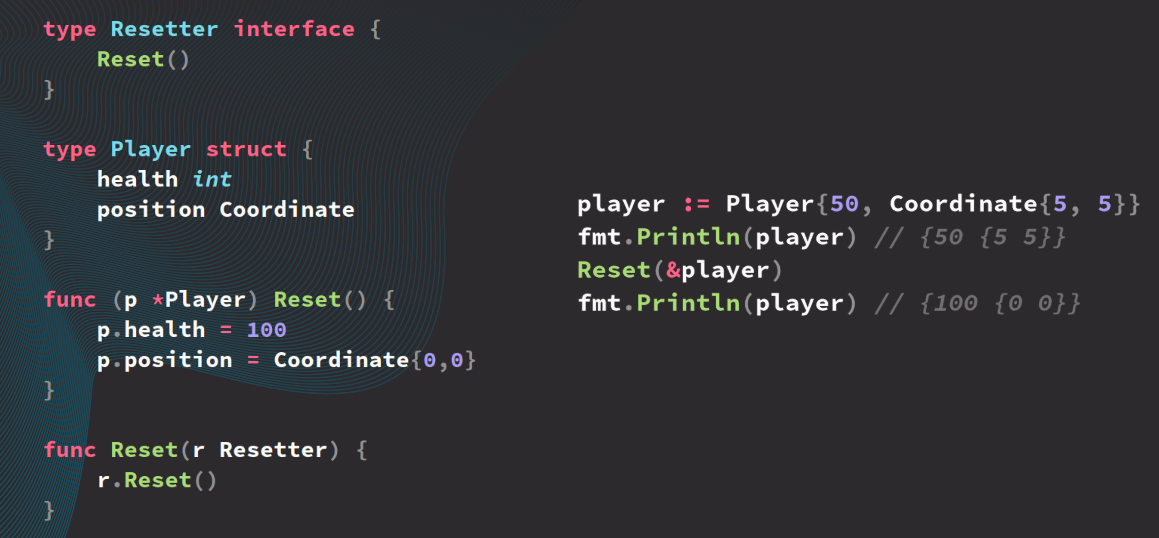 type Resetter interface {
    Reset()
}
type Player struct {
    health int
    position Coordinate
}
func (p *Player) Reset() {
    p.health = 100
    p.position = Coordinate{0,0}
}
func Reset(r Resetter) {
    r.Reset()
}
player := Player{50, Coordinate{5, 5}}
fmt.Println(player) // {50 {5 5}}
Reset(&player)
fmt.Println(player) // {100 {0 0}}